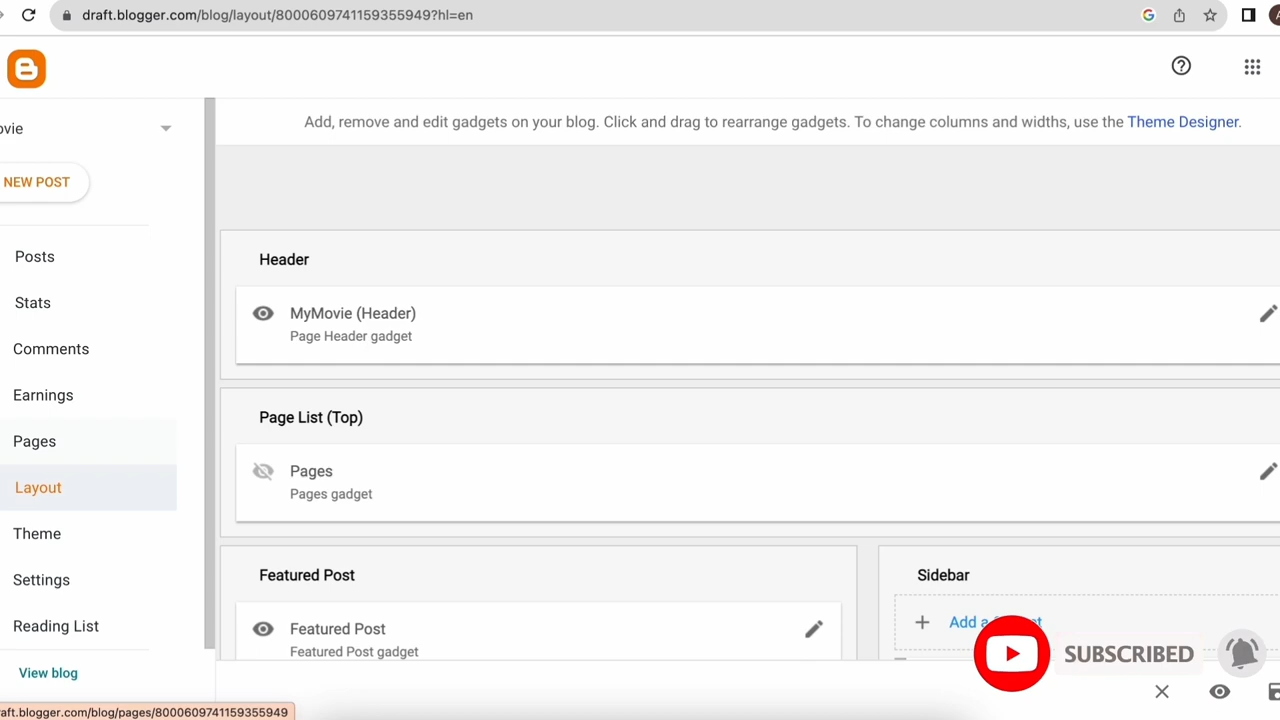 draft.blogger.com/blog/layout/8000609741159355949?hl=en
ovie
Add, remove and edit gadgets on your blog. Click and drag to rearrange gadgets. To change columns and widths, use the Theme Designer.
NEW POST
Posts
Stats
Comments
Earnings
Pages
Layout
Theme
Settings
Reading List
View blog
Header
MyMovie (Header)
Page Header gadget
Page List (Top)
Pages
Pages gadget
Featured Post
Featured Post
Featured Post gadget
Sidebar
Add a
SUBSCRIBED
aft.blogger.com/blog/pages/8000609741159355949